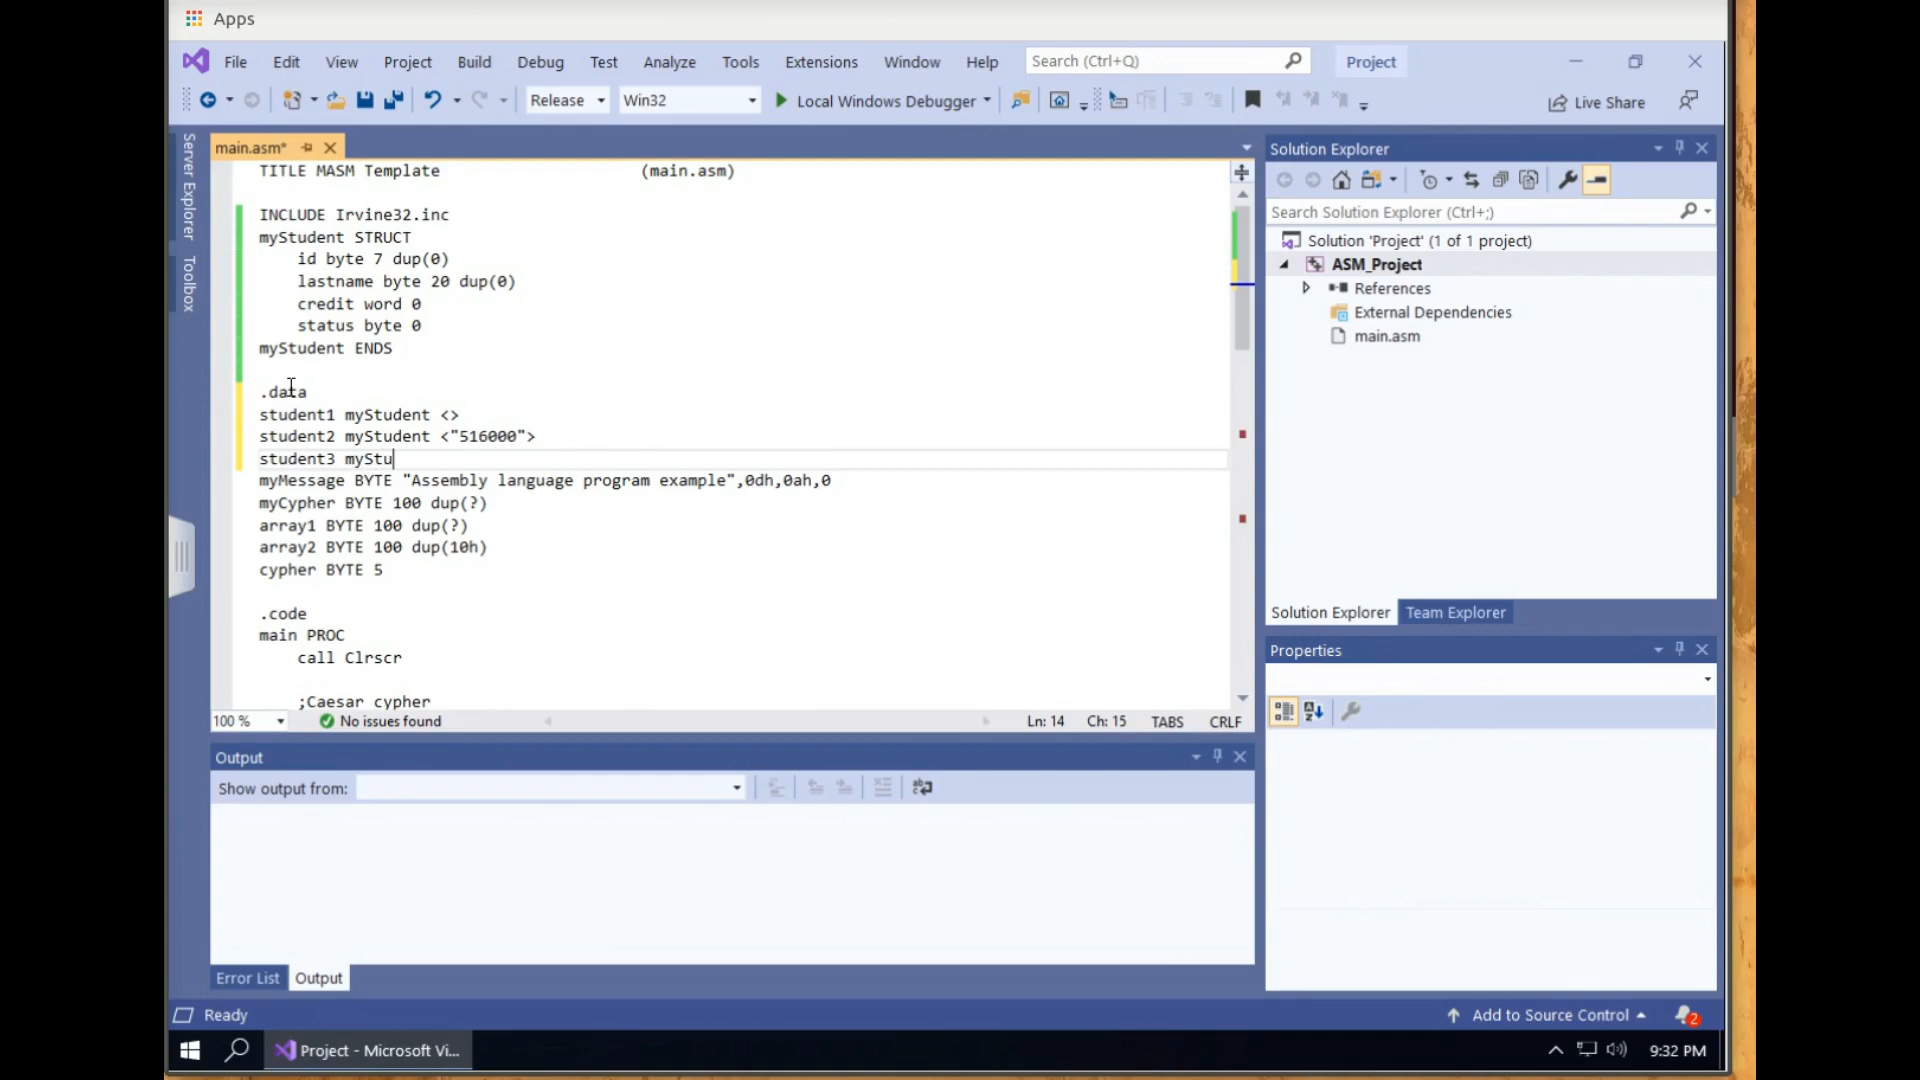 Apps
File Edit View Project Build Debug Test Analyze Tools Extensions Window Help Search (Ctrl+Q) Project
Release Win32 Local Windows Debugger Live Share
Server Explorer
Toolbox
main.asm*
TITLE MASM Template (main.asm)
INCLUDE Irvine32.inc
myStudent STRUCT
id byte 7 dup(0)
lastname byte 20 dup(0)
credit word 0
status byte 0
myStudent ENDS
.data
student1 myStudent <>
student2 myStudent <"516000">
student3 myStu
myMessage BYTE "Assembly language program example",0dh,0ah,0
myCypher BYTE 100 dup(?)
array1 BYTE 100 dup(?)
array2 BYTE 100 dup(10h)
cypher BYTE 5
.code
main PROC
call Clrscr
;Caesar cypher
100 % No issues found Ln: 14 Ch: 15 TABS CRLF
Output
Show output from:
Error List Output
Solution Explorer
Search Solution Explorer (Ctrl+;)
Solution 'Project' (1 of 1 project)
ASM_Project
References
External Dependencies
main.asm
Solution Explorer Team Explorer
Properties
Ready Add to Source Control 2
Project - Microsoft Vi... 9:32 PM